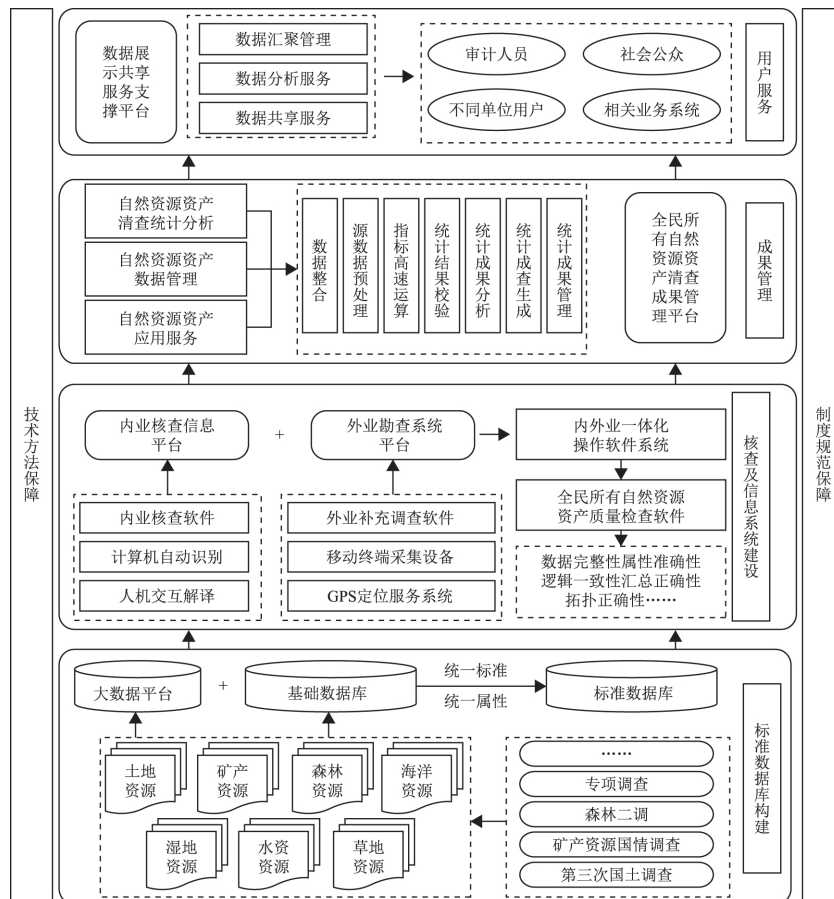 技术方法保障
制度规范保障
数据展
示共享
服务支
撑平台
数据汇聚管理
数据分析服务
数据共享服务
审计人员
社会公众
不同单位用户
相关业务系统
用户服务
自然资源资产
清查统计分析
自然资源资产
数据管理
自然资源资产
应用服务
数据整合
源数据预处理
指标高速运算
统计结果校验
统计成果分析
统计成查生成
统计成果管理
全民所
有自然
资源资
产清查
成果管
理平台
成果管理
内业核查信息
平台
+
外业勘查系统
平台
内外业一体化
操作软件系统
内业核查软件
计算机自动识别
人机交互解译
外业补充调查软件
移动终端采集设备
GPS定位服务系统
全民所有自然资源
资产质量检查软件
数据完整性属性准确性
逻辑一致性汇总正确性
拓扑正确性……
核查及信息系统建设
大数据平台
+
基础数据库
统一标准
统一属性
标准数据库
土地
资源
矿产
资源
森林
资源
海洋
资源
湿地
资源
水资
资源
草地
资源
……
专项调查
森林二调
矿产资源国情调查
第三次国土调查
标准数据库构建